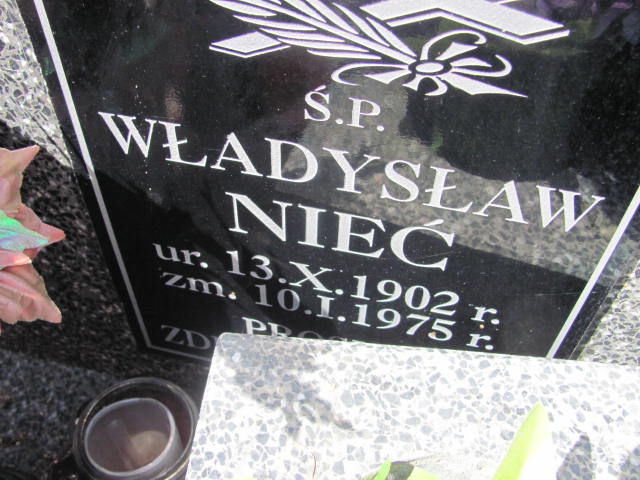 Ś.P.
WŁADYSŁAW
NIEĆ
ur. 13.X.1902 r.
zm. 10.I.1975 r.